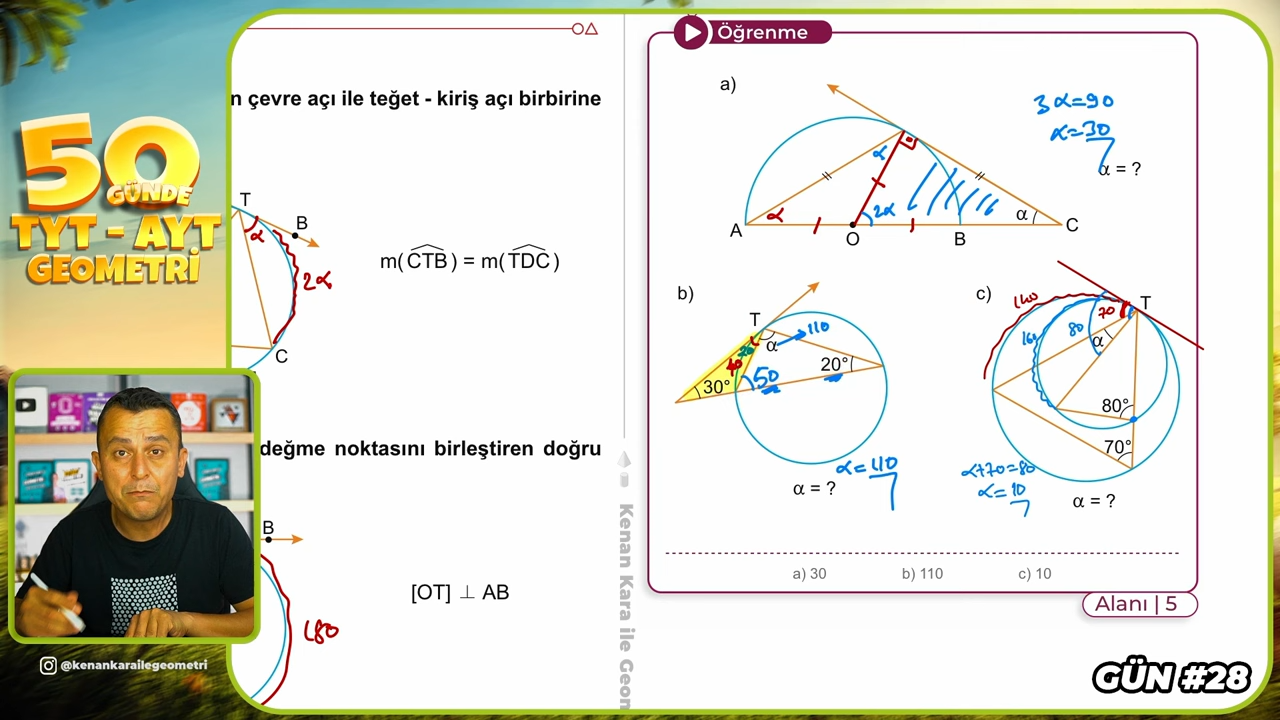 50
GÜNDE
TYT - AYT
GEOMETRİ
n çevre açı ile teğet - kiriş açı birbirine
T
B
α
2α
C
m(CTB) = m(TDC)
değme noktasını birleştiren doğru
B
[OT] ⊥ AB
180
@kenankarailegeometri
Kenan Kara ile Geom
Öğrenme
a)
3α=90
α=30
α = ?
α
α
2α
α
A
O
B
C
b)
T
α
110
30°
50
20°
α=110
α = ?
c)
T
140
160
80
70
α
80°
70°
α+70=80
α=10
α = ?
a) 30 b) 110 c) 10
Alanı | 5
GÜN #28